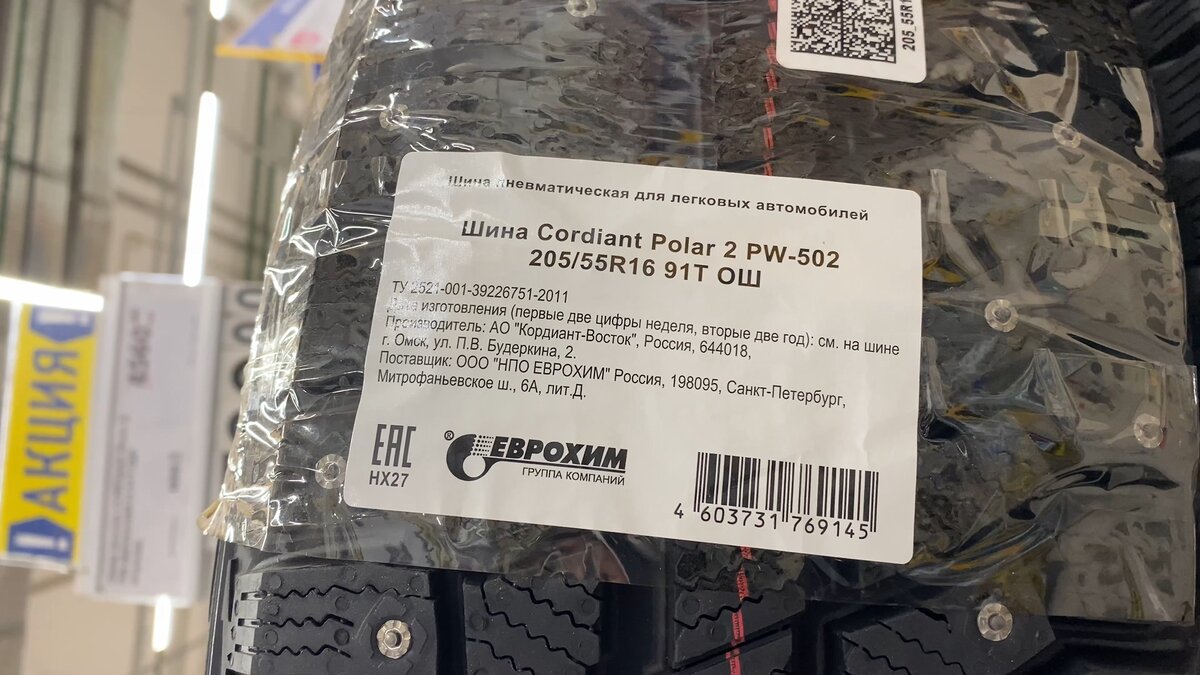 205_55R
Шина пневматическая для легковых автомобилей
Шина Cordiant Polar 2 PW-502
205/55R16 91T ОШ
ТУ 2521-001-39226751-2011
Дата изготовления (первые две цифры неделя, вторые две год): см. на шине
Производитель: АО "Кордиант-Восток", Россия, 644018,
г. Омск, ул. П.В. Будеркина, 2.
Поставщик: ООО "НПО ЕВРОХИМ" Россия, 198095, Санкт-Петербург,
Митрофаньевское ш., 6А, лит.Д.
ЕАС
НХ27
® ЕВРОХИМ
ГРУППА КОМПАНИЙ
4 603731 769145
! АКЦИЯ !